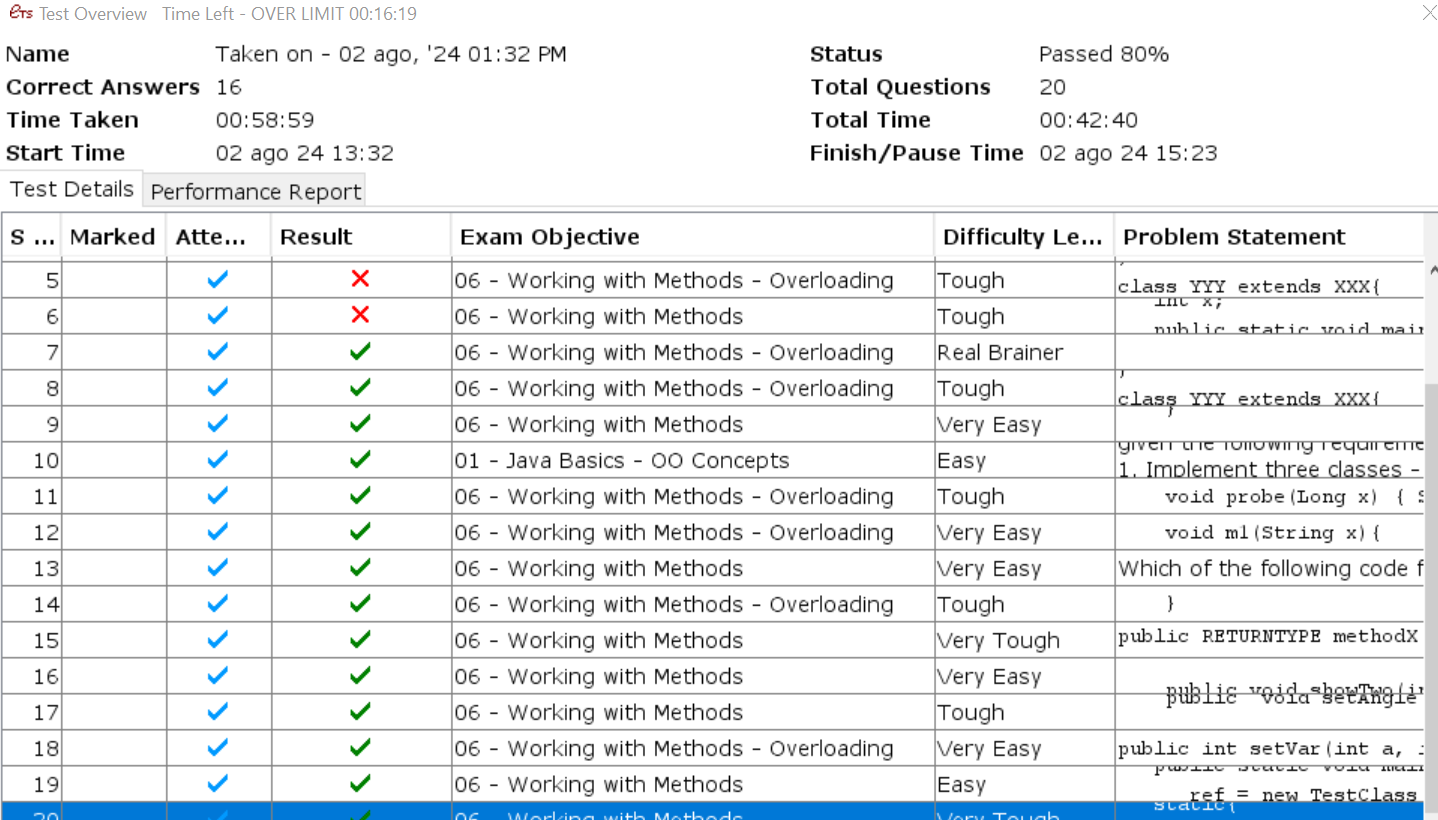 ETS Test Overview Time Left - OVER LIMIT 00:16:19
Name Taken on - 02 ago, '24 01:32 PM Status Passed 80%
Correct Answers 16 Total Questions 20
Time Taken 00:58:59 Total Time 00:42:40
Start Time 02 ago 24 13:32 Finish/Pause Time 02 ago 24 15:23
Test Details Performance Report
S ... Marked Atte... Result Exam Objective Difficulty Le... Problem Statement
5 06 - Working with Methods - Overloading Tough class YYY extends XXX{
6 06 - Working with Methods Tough int x;
public static void mair
7 06 - Working with Methods - Overloading Real Brainer
8 06 - Working with Methods - Overloading Tough class YYY extends XXX{
9 06 - Working with Methods Very Easy }
10 01 - Java Basics - OO Concepts Easy given the following requireme
1. Implement three classes -
11 06 - Working with Methods - Overloading Tough void probe(Long x) { S
12 06 - Working with Methods - Overloading Very Easy void m1(String x){
13 06 - Working with Methods Very Easy Which of the following code f
14 06 - Working with Methods - Overloading Tough }
15 06 - Working with Methods Very Tough public RETURNTYPE methodX
16 06 - Working with Methods Very Easy public void showTwo(in
17 06 - Working with Methods Tough public void setAngle
18 06 - Working with Methods - Overloading Very Easy public int setVar(int a, i
19 06 - Working with Methods Easy public static void main
ref = new TestClass
20 06 - Working with Methods Very Tough static{